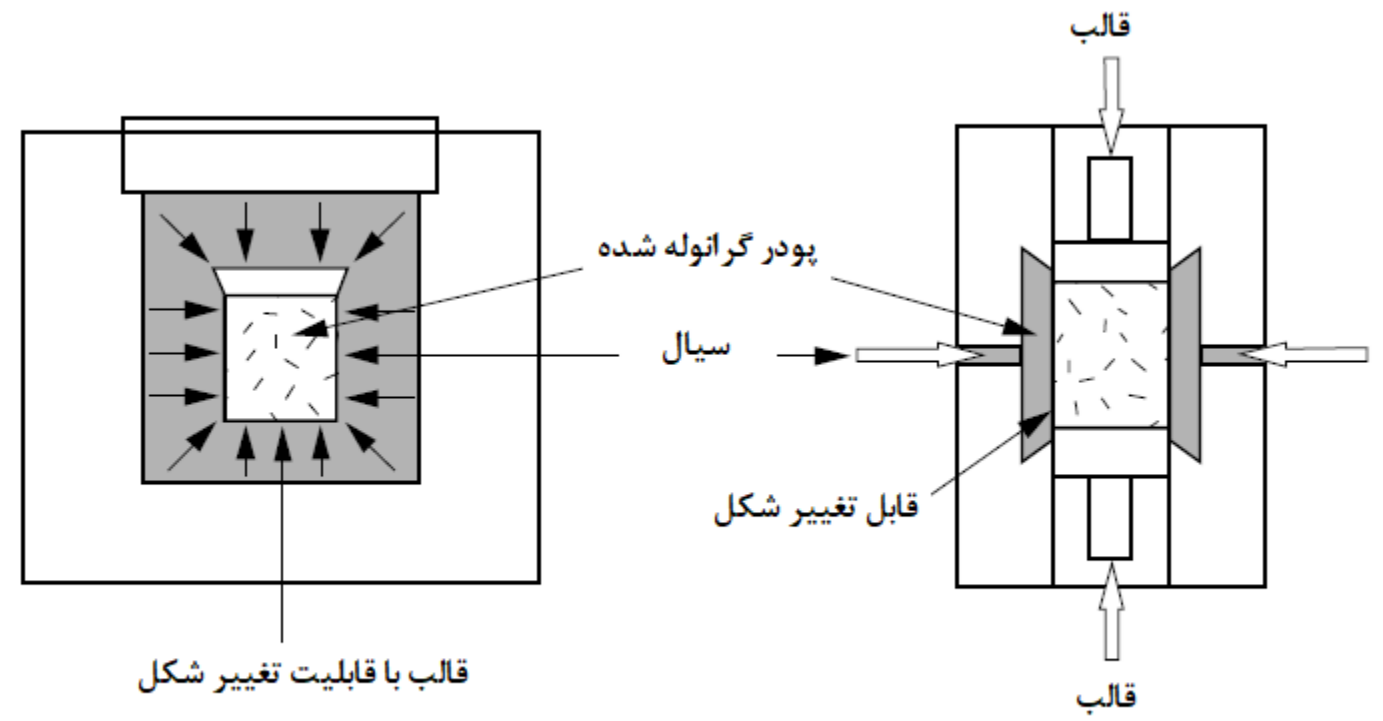 قالب
پودر گرانوله شده
سیال
قابل تغییر شکل
قالب با قابلیت تغییر شکل
قالب